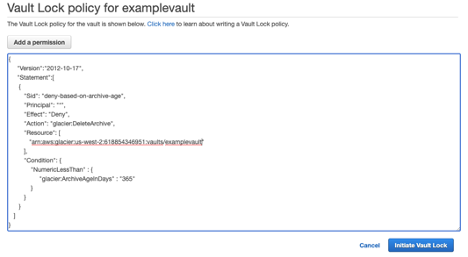 Vault Lock policy for examplevault
The Vault Lock policy for the vault is shown below. Click here to learn about writing a Vault Lock policy.
Add a permission
{
"Version":"2012-10-17",
"Statement":[
{
"Sid": "deny-based-on-archive-age",
"Principal": "*",
"Effect": "Deny",
"Action": "glacier:DeleteArchive",
"Resource": [
"arn:aws:glacier:us-west-2:618854346951:vaults/examplevault"
],
"Condition": {
"NumericLessThan" : {
"glacier:ArchiveAgeInDays" : "365"
}
}
}
]
}
Cancel
Initiate Vault Lock